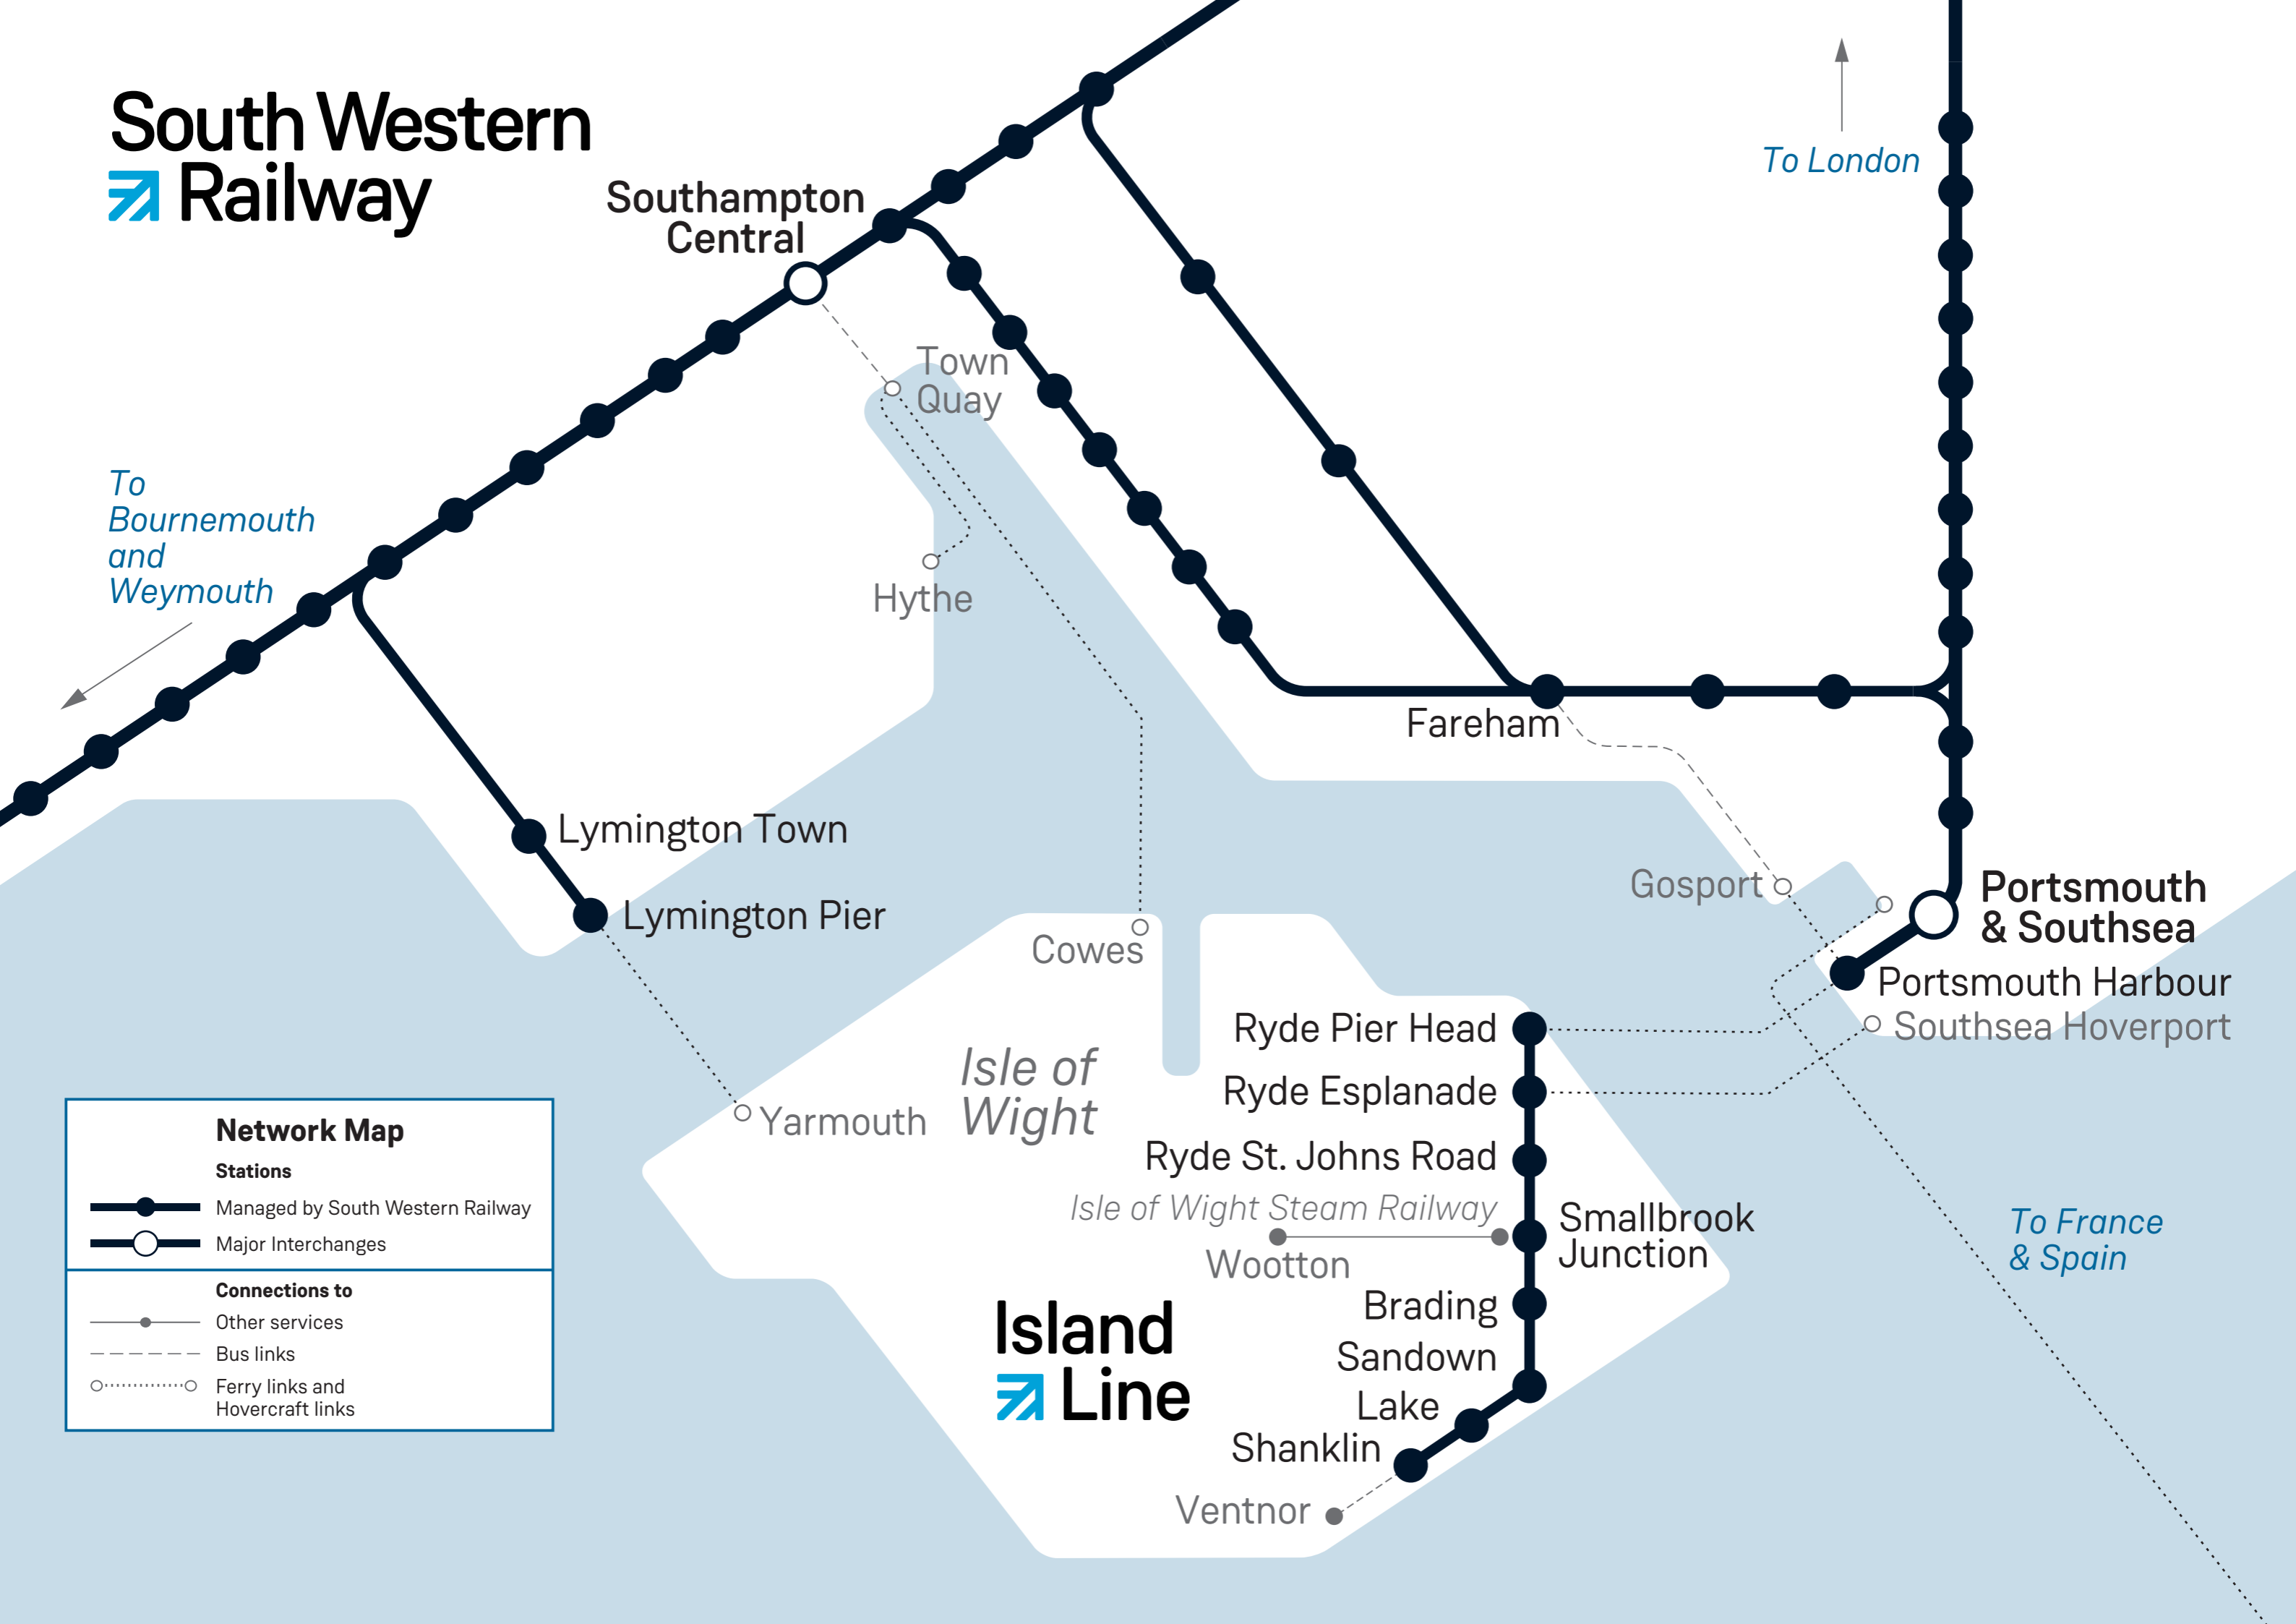 South Western
Railway
To London
Southampton
Central
Town
Quay
To
Bournemouth
and
Weymouth
Hythe
Fareham
Lymington Town
Lymington Pier
Gosport
Portsmouth
& Southsea
Cowes
Portsmouth Harbour
Southsea Hoverport
Ryde Pier Head
Isle of
Wight
Ryde Esplanade
Yarmouth
Ryde St. Johns Road
Isle of Wight Steam Railway
Smallbrook
Junction
Wootton
To France
& Spain
Brading
Sandown
Lake
Shanklin
Ventnor
Island
Line
Network Map
Stations
Managed by South Western Railway
Major Interchanges
Connections to
Other services
Bus links
Ferry links and
Hovercraft links